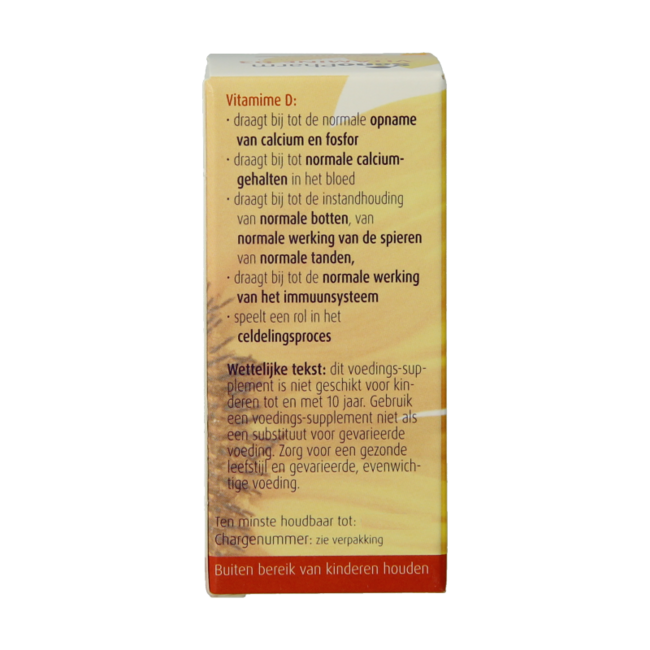 SanoPharm
Vitamime D:
· draagt bij tot de normale opname
van calcium en fosfor
· draagt bij tot normale calcium-
gehalten in het bloed
· draagt bij tot de instandhouding
van normale botten, van
normale werking van de spieren
van normale tanden,
· draagt bij tot de normale werking
van het immuunsysteem
· speelt een rol in het
celdelingsproces
Wettelijke tekst: dit voedings-sup-
plement is niet geschikt voor kin-
deren tot en met 10 jaar. Gebruik
een voedings-supplement niet als
een substituut voor gevarieerde
voeding. Zorg voor een gezonde
leefstijl en gevarieerde, evenwich-
tige voeding.
Ten minste houdbaar tot:
Chargenummer: zie verpakking
Buiten bereik van kinderen houden